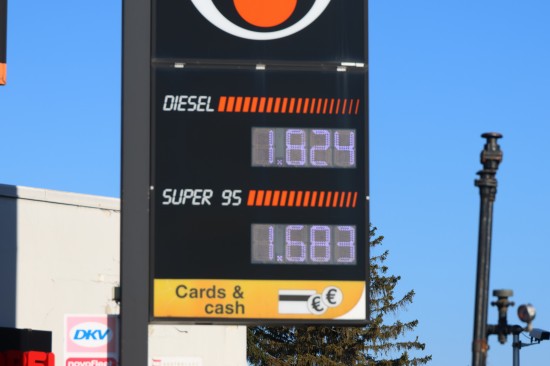 DIESEL
1.824
SUPER 95
1.683
Cards &
cash
€ €
DKV